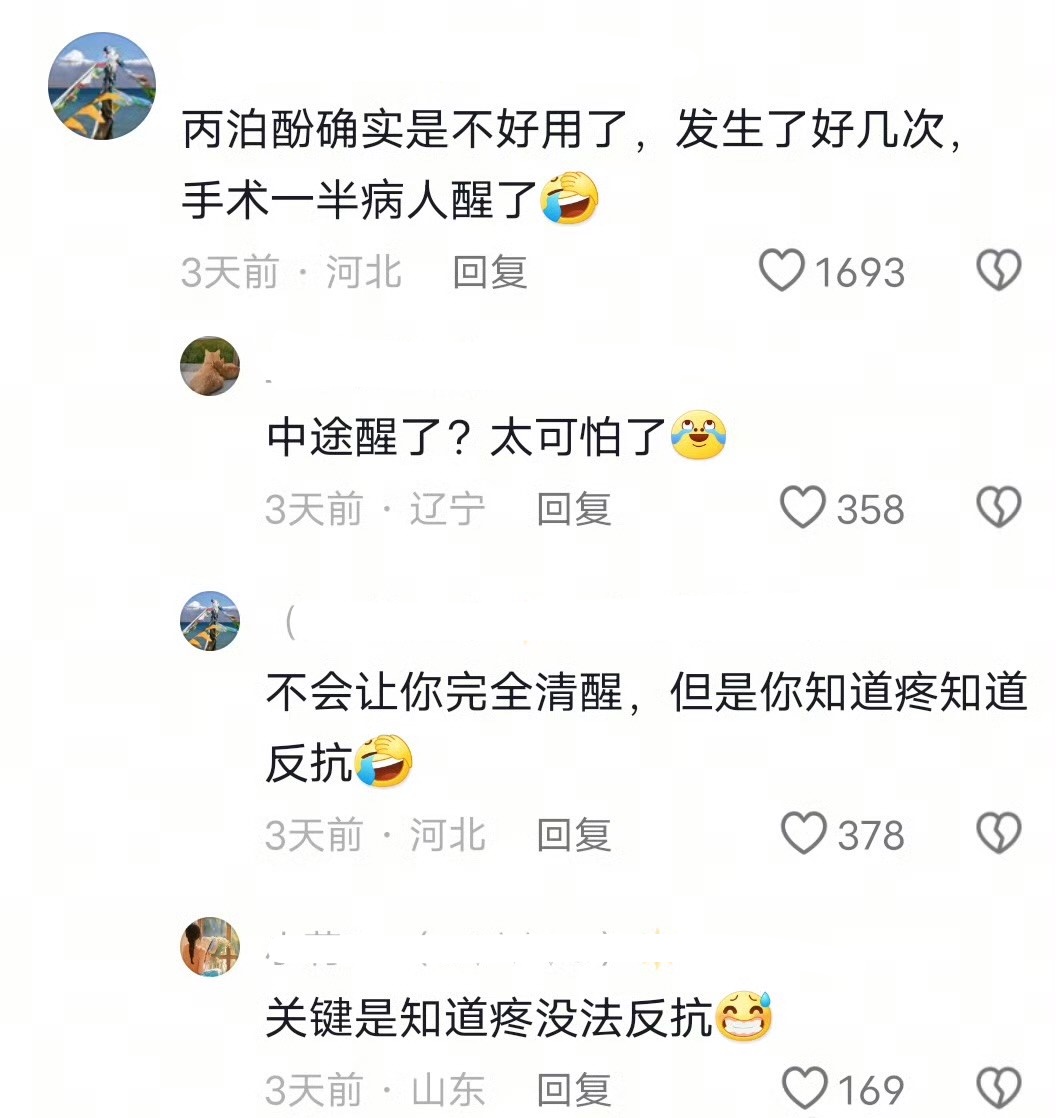 丙泊酚确实是不好用了，发生了好几次，
手术一半病人醒了🤣
3天前 · 河北 回复 1693
中途醒了？太可怕了😂
3天前 · 辽宁 回复 358
不会让你完全清醒，但是你知道疼知道
反抗🤣
3天前 · 河北 回复 378
关键是知道疼没法反抗😅
3天前 · 山东 回复 169